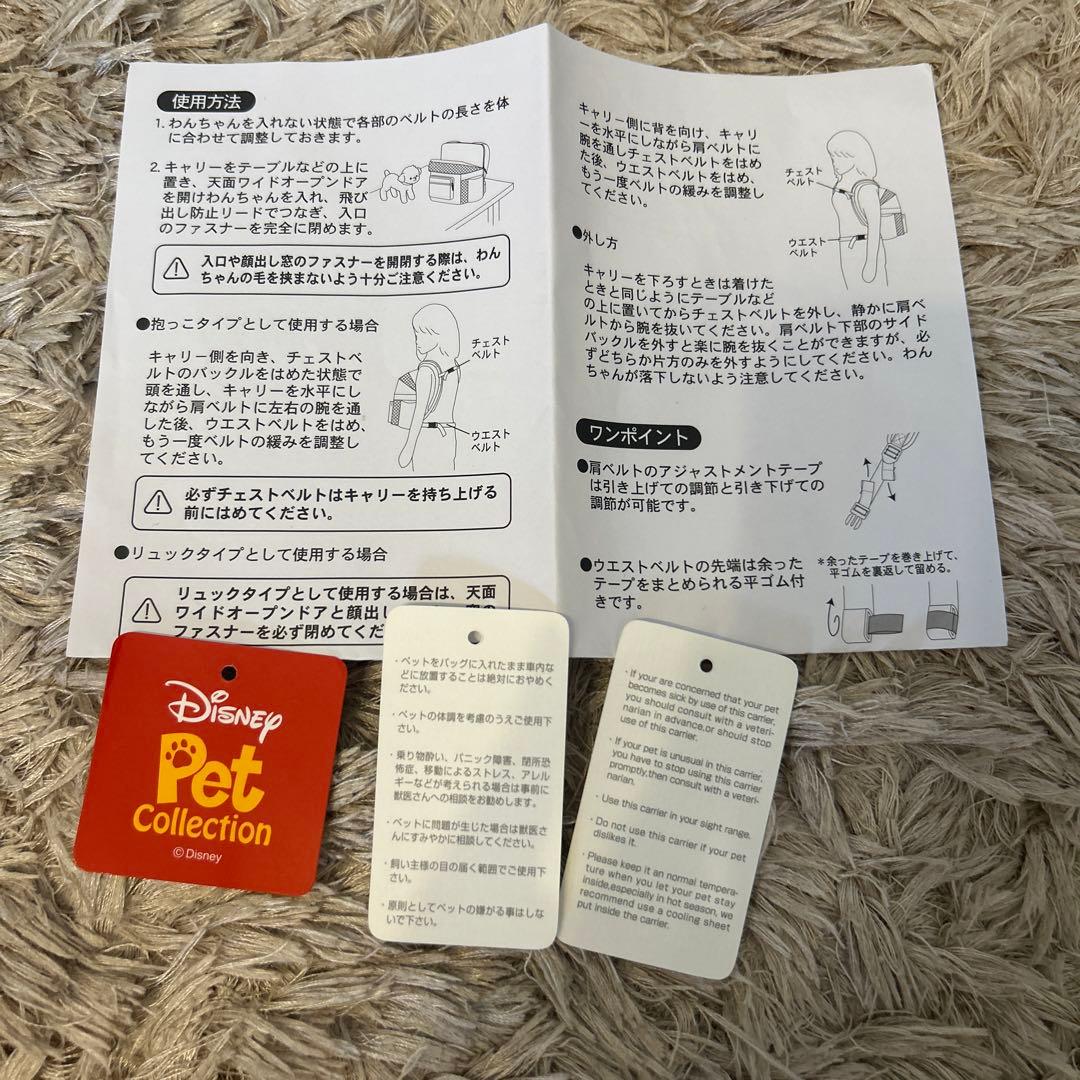 使用方法
1. わんちゃんを入れない状態で各部のベルトの長さを体
に合わせて調整しておきます。
2. キャリーをテーブルなどの上に
置き、天面ワイドオープンドア
を開けわんちゃんを入れ、飛び
出し防止リードでつなぎ、入口
のファスナーを完全に閉めます。
入口や顔出し窓のファスナーを開閉する際は、わん
ちゃんの毛を挟まないよう十分ご注意ください。
●抱っこタイプとして使用する場合
キャリー側を向き、チェストベ
ルトのバックルをはめた状態で
頭を通し、キャリーを水平にし
ながら肩ベルトに左右の腕を通
した後、ウエストベルトをはめ、
もう一度ベルトの緩みを調整し
てください。
チェスト
ベルト
ウエスト
ベルト
必ずチェストベルトはキャリーを持ち上げる
前にはめてください。
●リュックタイプとして使用する場合
リュックタイプとして使用する場合は、天面
ワイドオープンドアと顔出し
ファスナーを必ず閉めてくだ
キャリー側に背を向け、キャリ
ーを水平にしながら肩ベルトに
腕を通しチェストベルトをはめ
た後、ウエストベルトをはめ、
もう一度ベルトの緩みを調整し
てください。
チェスト
ベルト
ウエスト
ベルト
●外し方
キャリーを下ろすときは着けた
ときと同じようにテーブルなど
の上に置いてからチェストベルトを外し、静かに肩ベ
ルトから腕を抜いてください。肩ベルト下部のサイド
バックルを外すと楽に腕を抜くことができますが、必
ずどちらか片方のみを外すようにしてください。わん
ちゃんが落下しないよう注意してください。
ワンポイント
●肩ベルトのアジャストメントテープ
は引き上げての調節と引き下げての
調節が可能です。
●ウエストベルトの先端は余った
テープをまとめられる平ゴム付
きです。
＊余ったテープを巻き上げて、
平ゴムを裏返して留める。
Disney
Pet
Collection
©Disney
・ペットをバッグに入れたまま車内な
どに放置することは絶対におやめく
ださい。
・ペットの体調を考慮のうえご使用下
さい。
・乗り物酔い、パニック障害、閉所恐
怖症、移動によるストレス、アレル
ギーなどが考えられる場合は事前に
獣医さんへの相談をお勧めします。
・ペットに問題が生じた場合は獣医さ
んにすみやかに相談してください。
・飼い主様の目の届く範囲でご使用下
さい。
・原則としてペットの嫌がる事はしな
いで下さい。
・If your are concerned that your pet
becomes sick by use of this carrier,
you should consult with a veteri-
narian in advance,or should stop
use of this carrier.
・If your pet is unusual in this carrier,
you have to stop using this carrier
promptly,then consult with a veteri-
narian.
・Use this carrier in your sight range.
・Do not use this carrier if your pet
dislikes it.
・Please keep it an normal tempera-
ture when you let your pet stay
inside,especially in hot season, we
recommend use a cooling sheet
put inside the carrier.